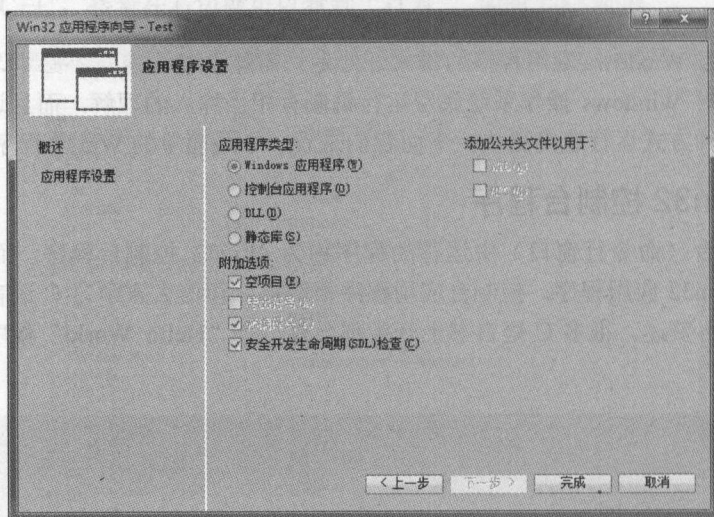 Win32 应用程序向导 - Test
应用程序设置
概述
应用程序设置
应用程序类型:
Windows 应用程序(W)
控制台应用程序(O)
DLL(D)
静态库(S)
附加选项:
空项目(E)
安全开发生命周期(SDL)检查(C)
添加公共头文件以用于:
< 上一步
下一步 >
完成
取消